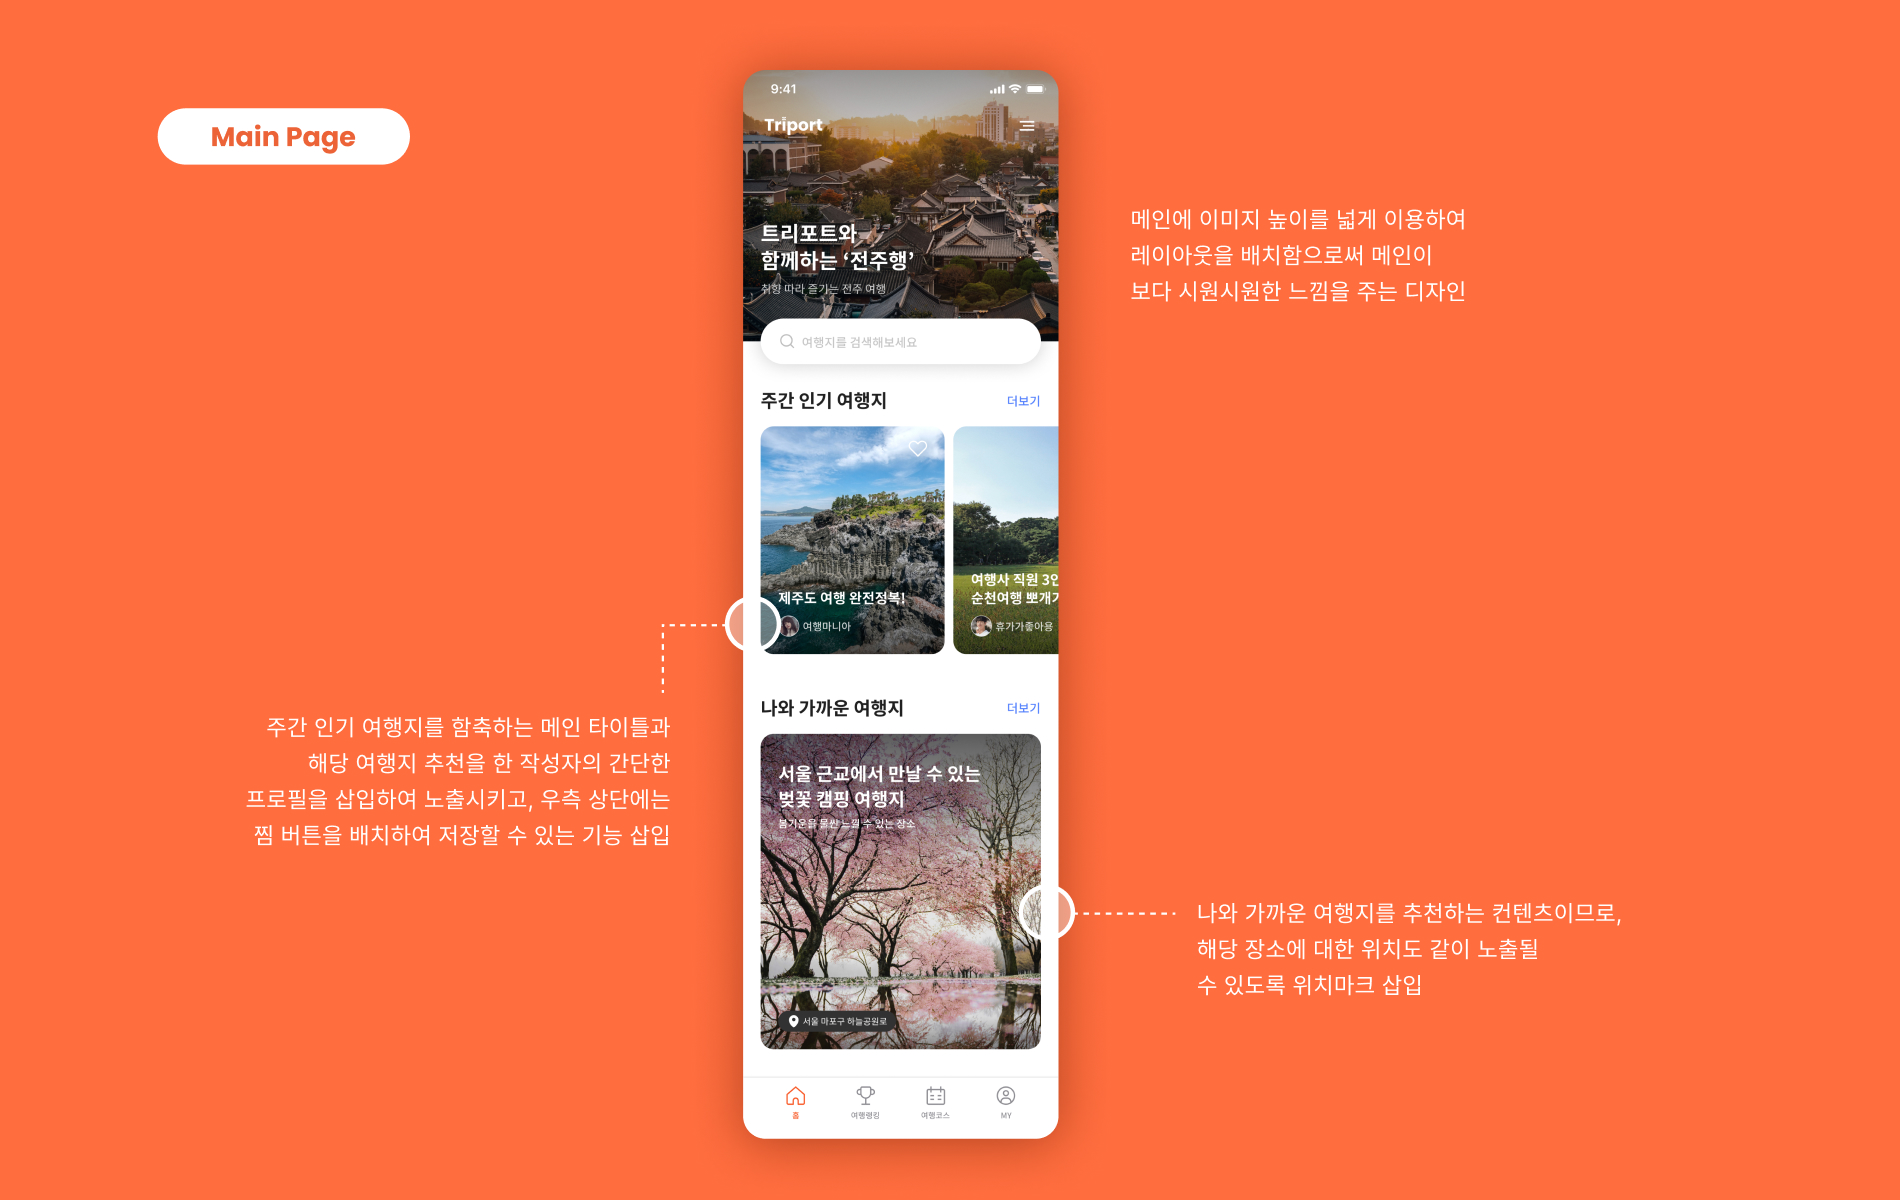 Main Page
9:41
Triport
트리포트와
함께하는 ‘전주행’
취향 따라 즐기는 전주 여행
여행지를 검색해보세요
주간 인기 여행지
더보기
제주도 여행 완전정복!
여행마니아
여행사 직원 3인
순천여행 뽀개기
휴가가좋아용
나와 가까운 여행지
더보기
서울 근교에서 만날 수 있는
벚꽃 캠핑 여행지
봄기운을 물씬 느낄 수 있는 장소
서울 마포구 하늘공원로
홈
여행랭킹
여행코스
MY
메인에 이미지 높이를 넓게 이용하여
레이아웃을 배치함으로써 메인이
보다 시원시원한 느낌을 주는 디자인
주간 인기 여행지를 함축하는 메인 타이틀과
해당 여행지 추천을 한 작성자의 간단한
프로필을 삽입하여 노출시키고, 우측 상단에는
찜 버튼을 배치하여 저장할 수 있는 기능 삽입
나와 가까운 여행지를 추천하는 컨텐츠이므로,
해당 장소에 대한 위치도 같이 노출될
수 있도록 위치마크 삽입